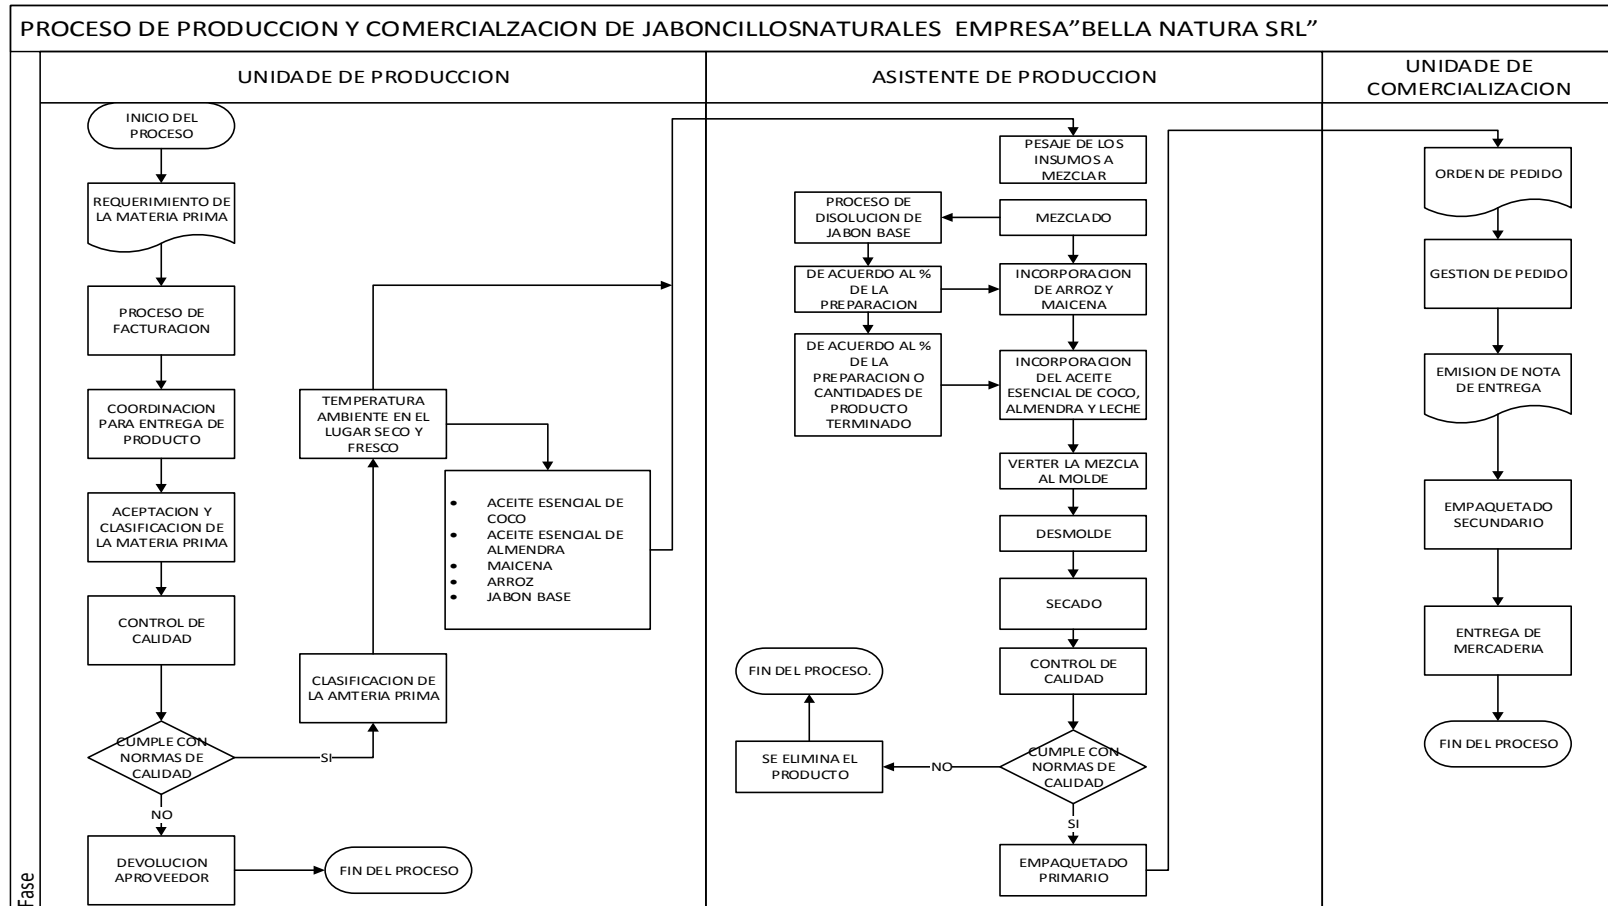 PROCESO DE PRODUCCION Y COMERCIALZACION DE JABONCILLOSNATURALES EMPRESA"BELLA NATURA SRL"
UNIDADE DE PRODUCCION
ASISTENTE DE PRODUCCION
UNIDADE DE
COMERCIALIZACION
Fase
INICIO DEL
PROCESO
REQUERIMIENTO DE
LA MATERIA PRIMA
PROCESO DE
FACTURACION
COORDINACION
PARA ENTREGA DE
PRODUCTO
ACEPTACION Y
CLASIFICACION DE
LA MATERIA PRIMA
CONTROL DE
CALIDAD
CUMPLE CON
NORMAS DE
CALIDAD
SI
NO
DEVOLUCION
APROVEEDOR
FIN DEL PROCESO
CLASIFICACION DE
LA AMTERIA PRIMA
TEMPERATURA
AMBIENTE EN EL
LUGAR SECO Y
FRESCO
• ACEITE ESENCIAL DE
COCO
• ACEITE ESENCIAL DE
ALMENDRA
• MAICENA
• ARROZ
• JABON BASE
PESAJE DE LOS
INSUMOS A
MEZCLAR
MEZCLADO
PROCESO DE
DISOLUCION DE
JABON BASE
DE ACUERDO AL %
DE LA
PREPARACION
INCORPORACION
DE ARROZ Y
MAICENA
DE ACUERDO AL %
DE LA
PREPARACION O
CANTIDADES DE
PRODUCTO
TERMINADO
INCORPORACION
DEL ACEITE
ESENCIAL DE COCO,
ALMENDRA Y LECHE
VERTER LA MEZCLA
AL MOLDE
DESMOLDE
SECADO
CONTROL DE
CALIDAD
CUMPLE CON
NORMAS DE
CALIDAD
NO
SE ELIMINA EL
PRODUCTO
FIN DEL PROCESO.
SI
EMPAQUETADO
PRIMARIO
ORDEN DE PEDIDO
GESTION DE PEDIDO
EMISION DE NOTA
DE ENTREGA
EMPAQUETADO
SECUNDARIO
ENTREGA DE
MERCADERIA
FIN DEL PROCESO